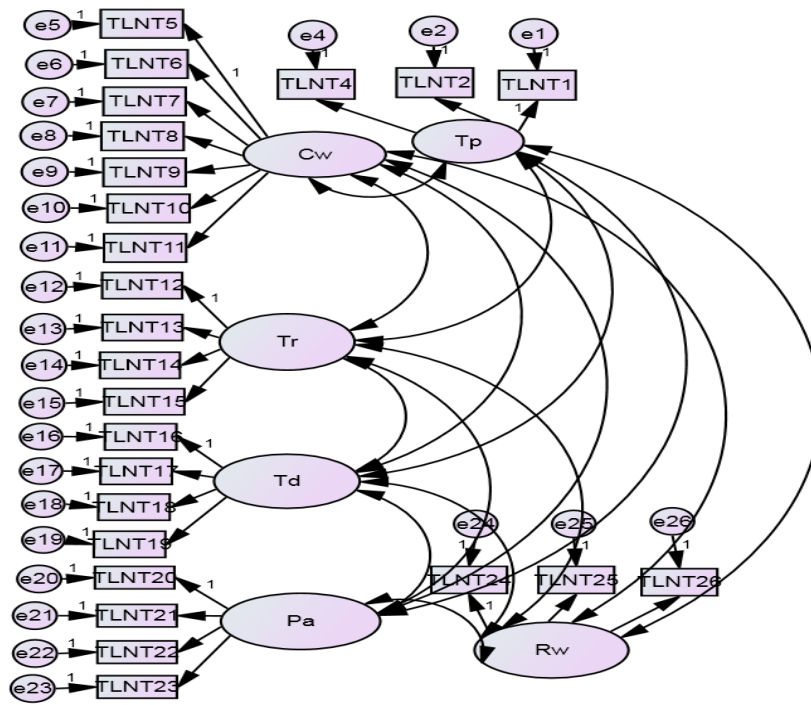 e5 1 TLNT5
e6 1 TLNT6
e7 1 TLNT7
e8 1 TLNT8
e9 1 TLNT9
e10 1 TLNT10
e11 1 TLNT11
1
e4 1 TLNT4
e2 1 TLNT2
e1 1 TLNT1
1
Cw
Tp
e12 1 TLNT12
e13 1 TLNT13
e14 1 TLNT14
e15 1 TLNT15
1
Tr
e16 1 TLNT16
e17 1 TLNT17
e18 1 TLNT18
e19 1 TLNT19
1
Td
e20 1 TLNT20
e21 1 TLNT21
e22 1 TLNT22
e23 1 TLNT23
1
Pa
e24 1 TLNT24
e25 1 TLNT25
e26 1 TLNT26
1
Rw